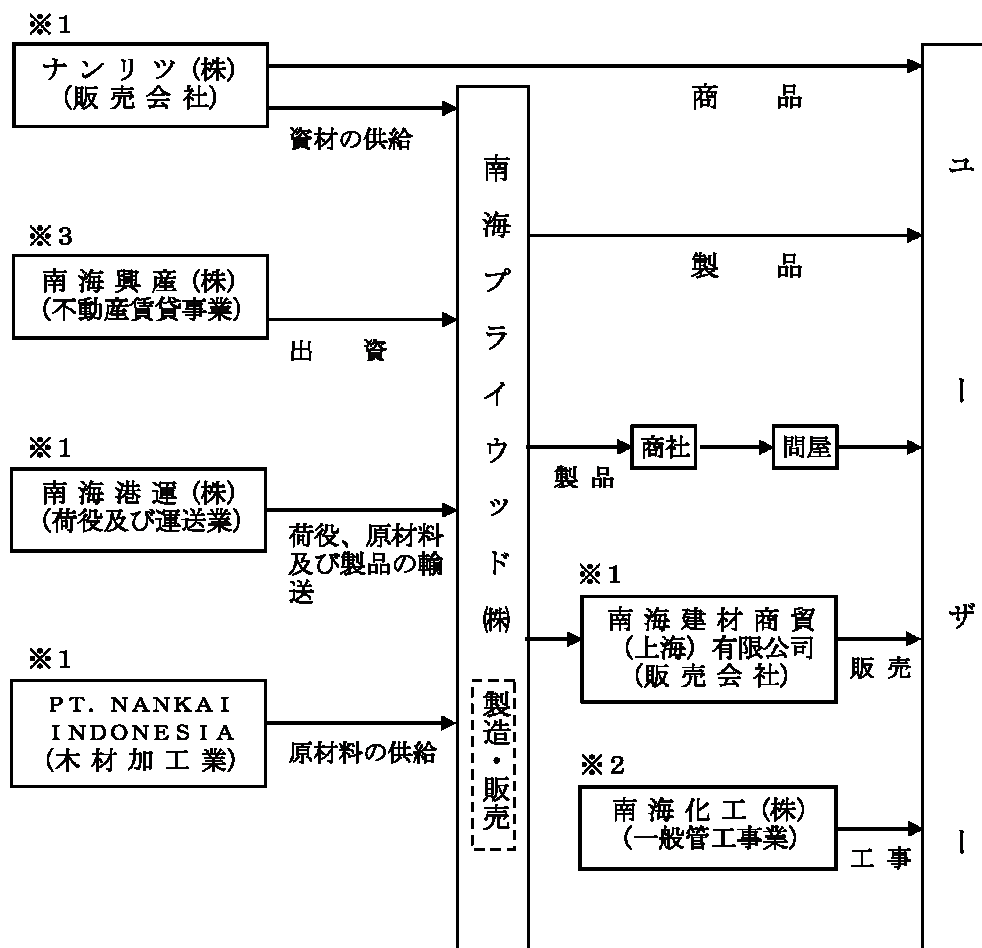 ※1
ナンリツ(株)
(販売会社)
商品
資材の供給
※3
南海興産(株)
(不動産賃貸事業)
出資
※1
南海港運(株)
(荷役及び運送業)
荷役、原材料
及び製品の輸
送
※1
PT. NANKAI
INDONESIA
(木材加工業)
原材料の供給
南海プライウッド㈱
製造・販売
製品
製品
商社
問屋
※1
南海建材商貿
(上海)有限公司
(販売会社)
販売
※2
南海化工(株)
(一般管工事業)
工事
ユーザー